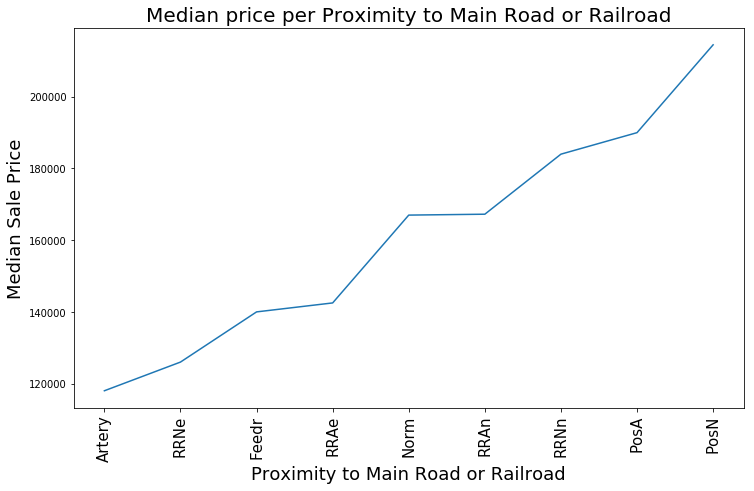 Median price per Proximity to Main Road or Railroad
Median Sale Price
200000
180000
160000
140000
120000
Artery
RRNe
Feedr
RRAe
Norm
RRAn
RRNn
PosA
PosN
Proximity to Main Road or Railroad